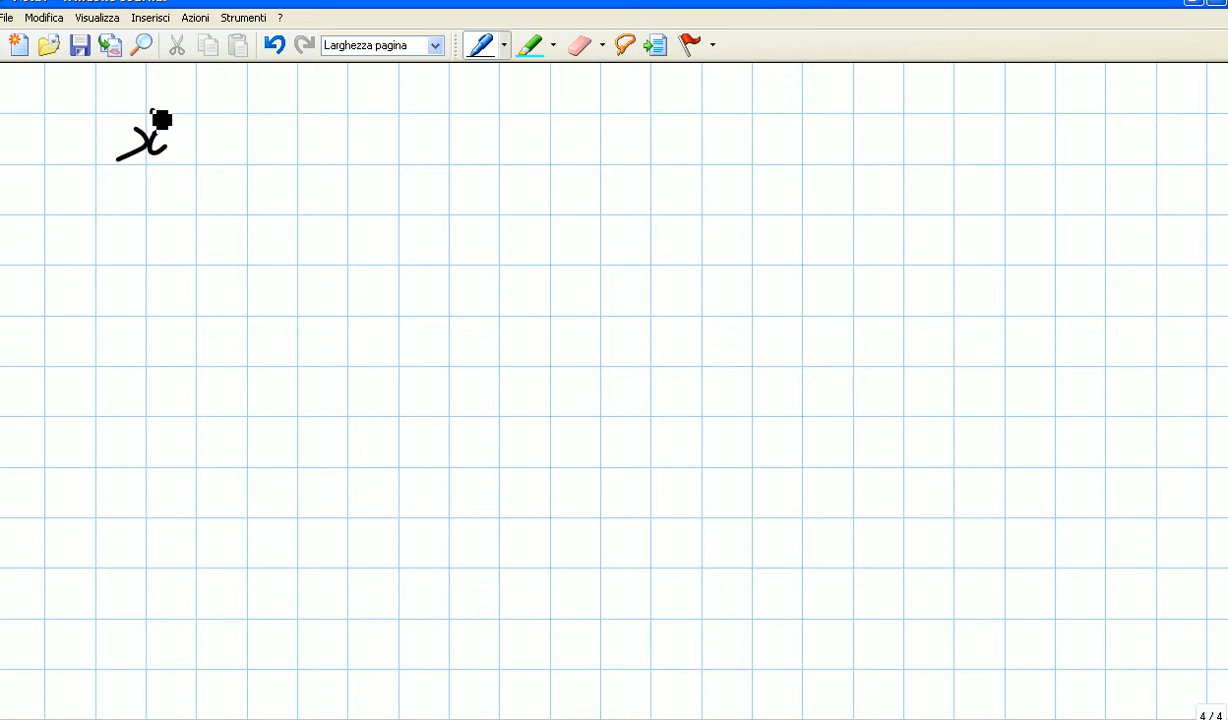 File Modifica Visualizza Inserisci Azioni Strumenti ?
Larghezza pagina
x
4 / 4